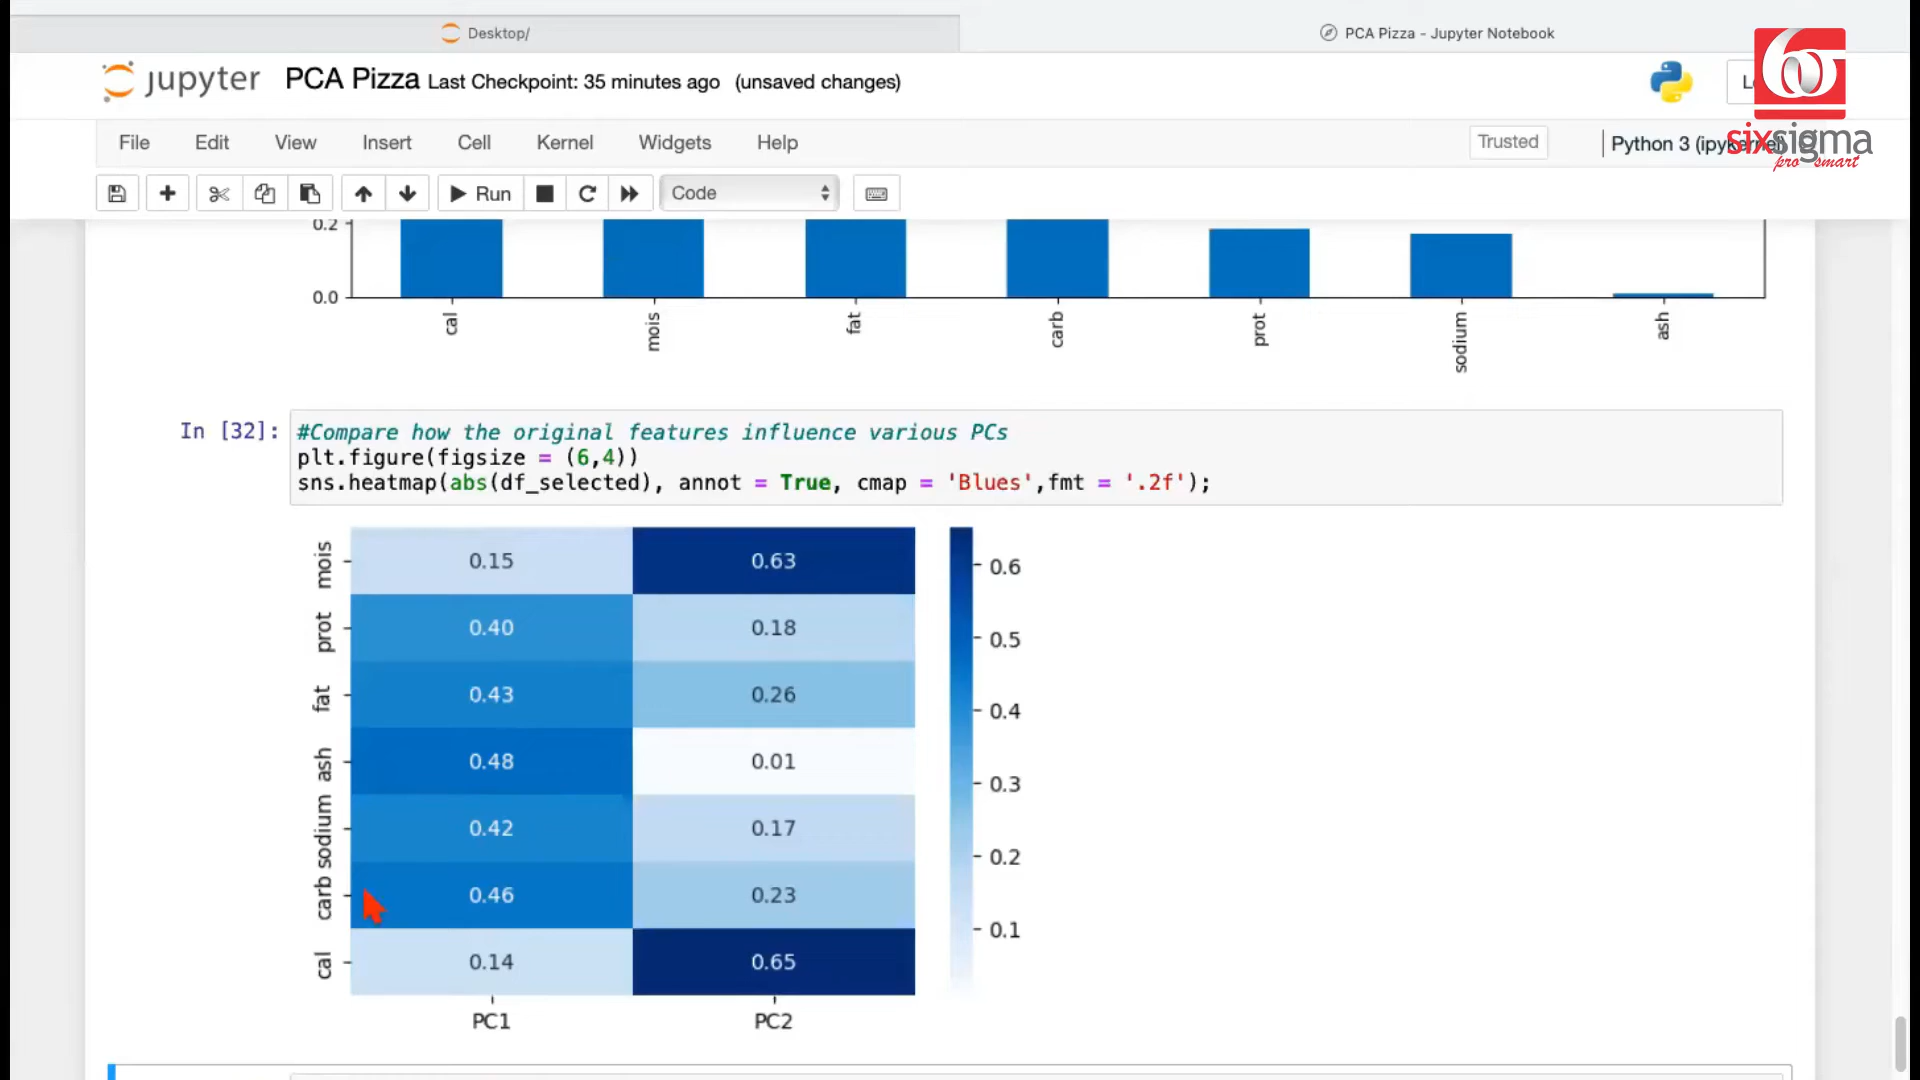 Desktop/
PCA Pizza - Jupyter Notebook
jupyter PCA Pizza Last Checkpoint: 35 minutes ago (unsaved changes)
File Edit View Insert Cell Kernel Widgets Help
Trusted
Python 3
sixsigma
pro smart
Run
Code
0.2
0.0
cal mois fat carb prot sodium ash
In [32]:
#Compare how the original features influence various PCs
plt.figure(figsize = (6,4))
sns.heatmap(abs(df_selected), annot = True, cmap = 'Blues',fmt = '.2f');
mois 0.15 0.63
prot 0.40 0.18
fat 0.43 0.26
ash 0.48 0.01
sodium 0.42 0.17
carb 0.46 0.23
cal 0.14 0.65
PC1 PC2
0.6
0.5
0.4
0.3
0.2
0.1